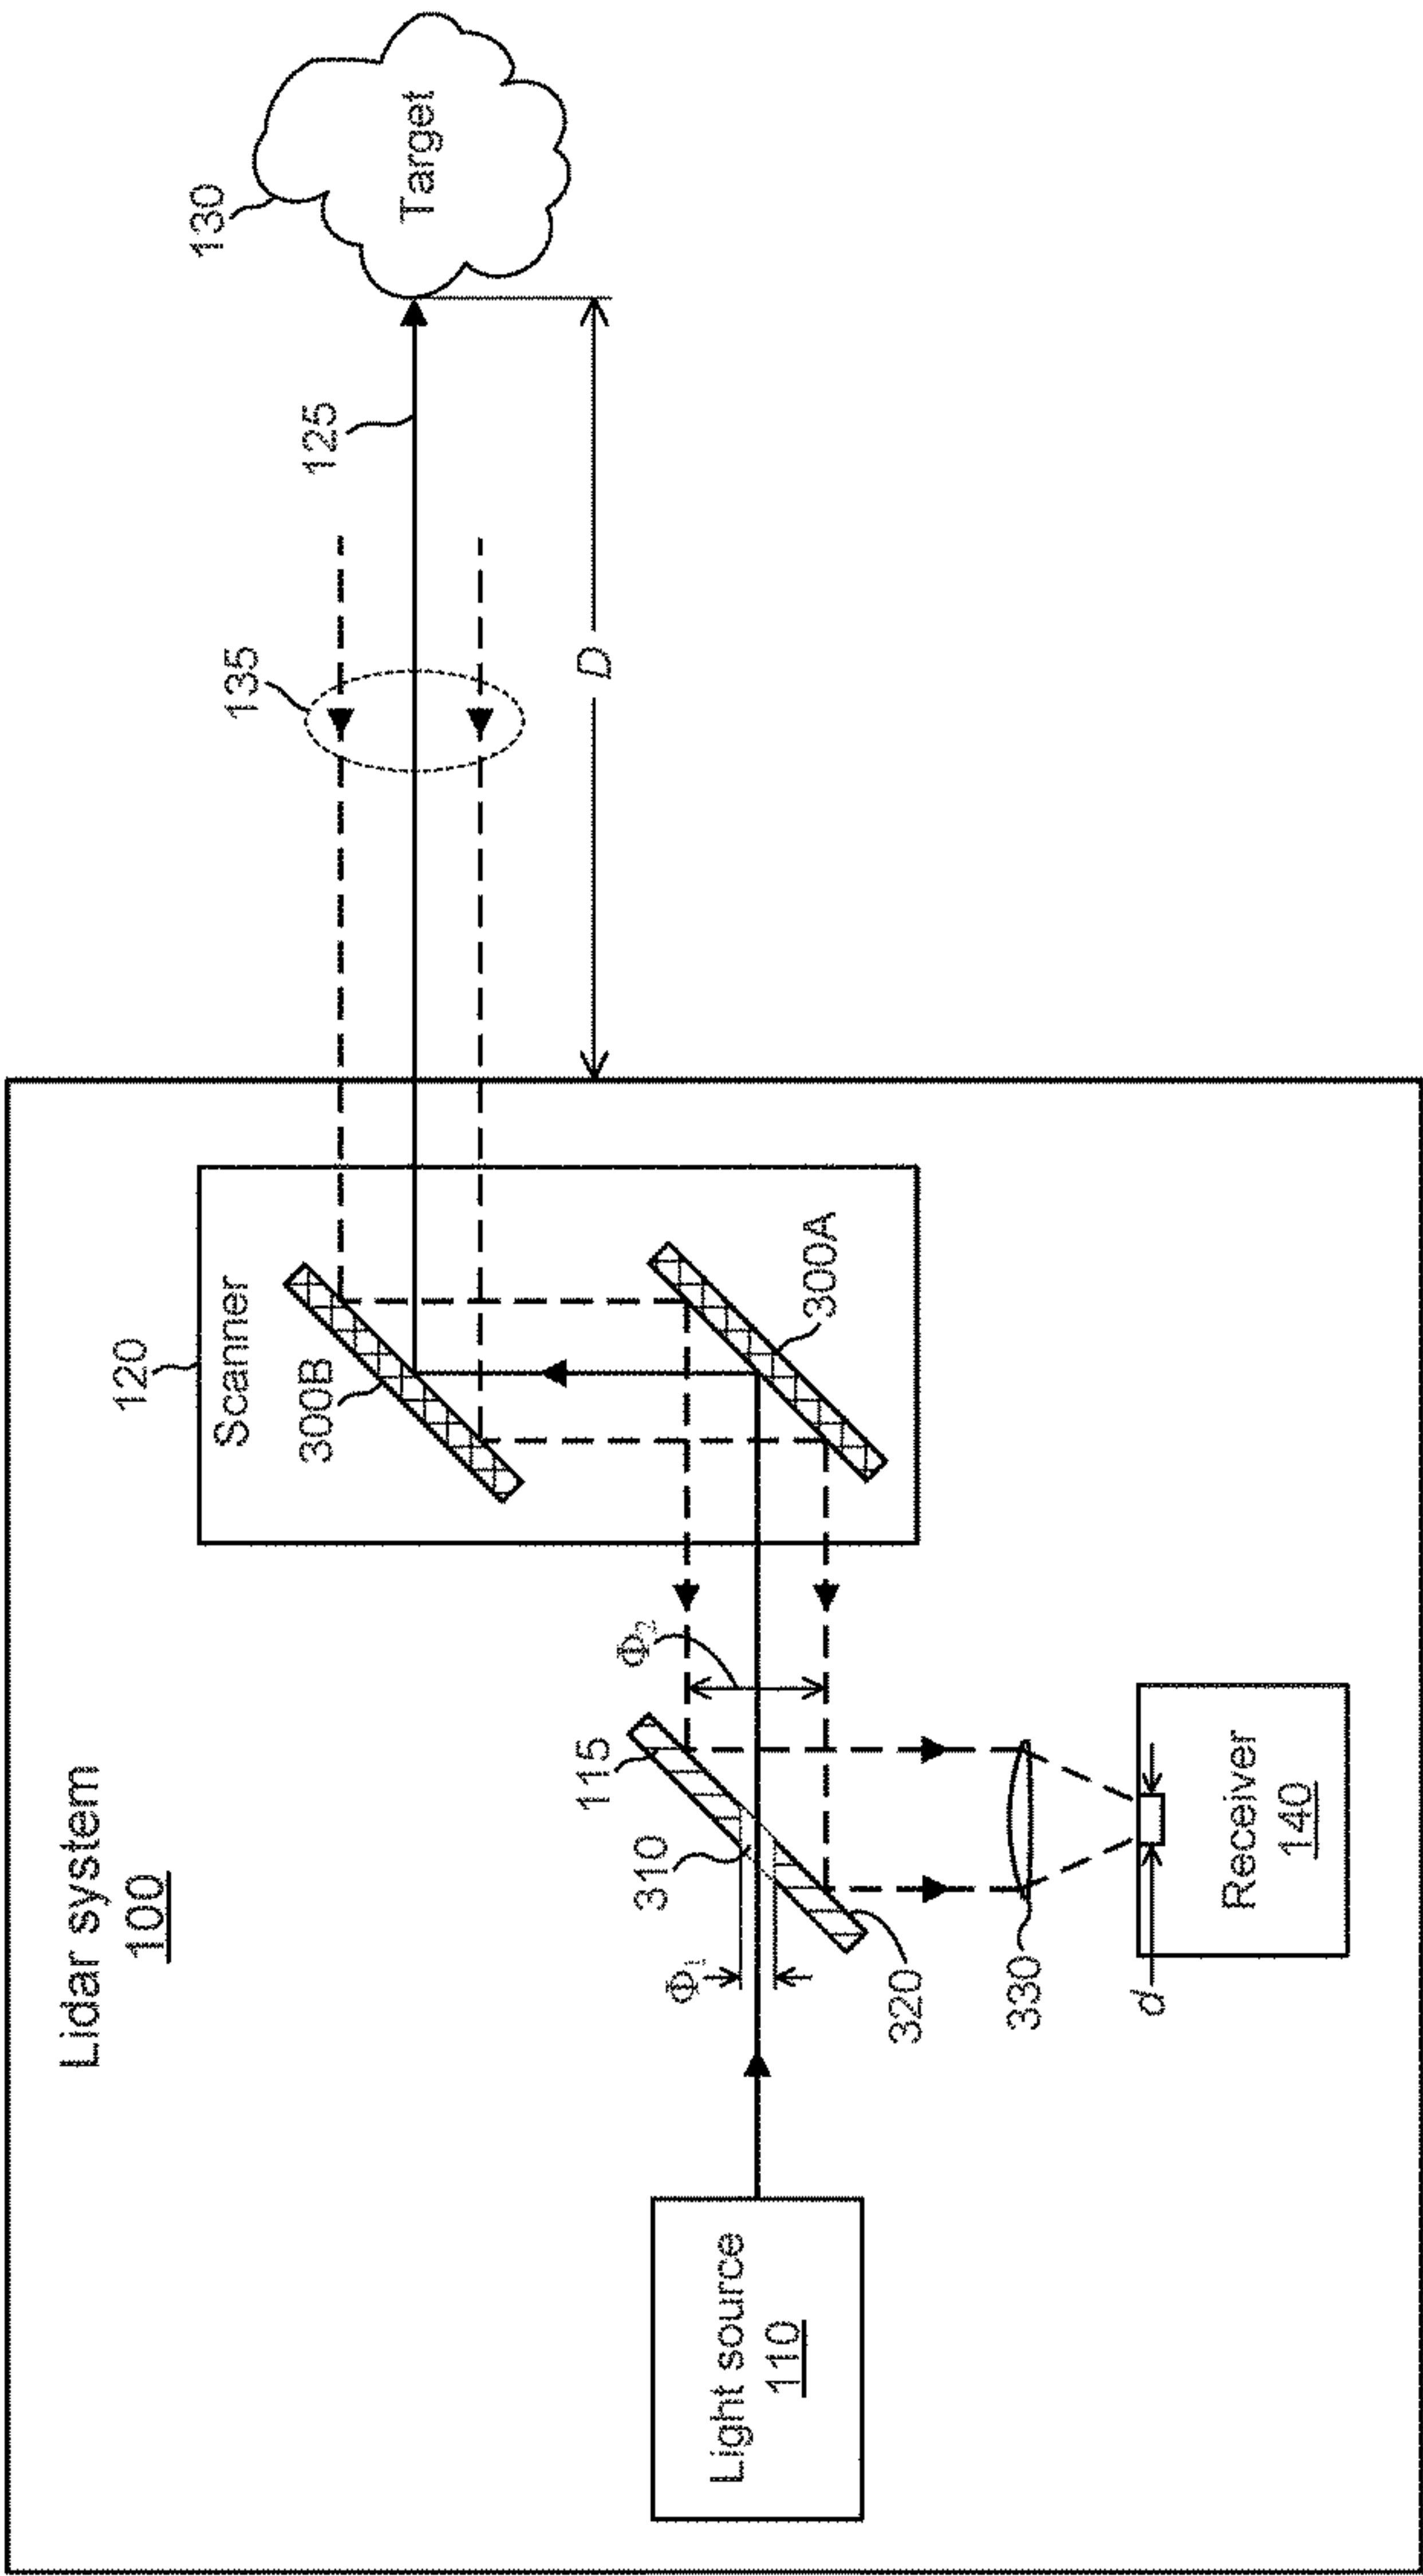 Lidar system
100
Light source
110
Φ₁
310
115
320
Φ₂
330
d
Receiver
140
120
Scanner
300B
300A
135
125
D
130
Target